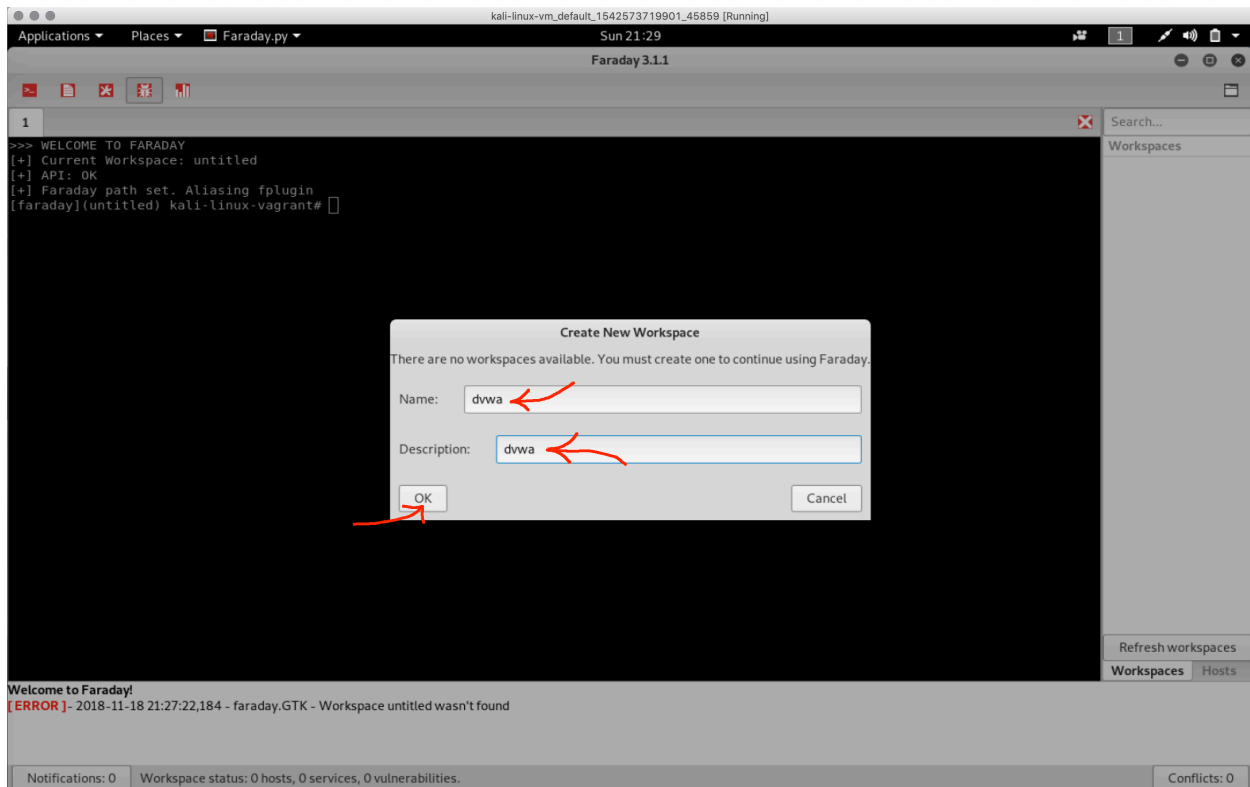 kali-linux-vm_default_1542573719901_45859 [Running]
Applications Places Faraday.py Sun 21:29 1
Faraday 3.1.1
1 Search...
Workspaces
>>> WELCOME TO FARADAY
[+] Current Workspace: untitled
[+] API: OK
[+] Faraday path set. Aliasing fplugin
[faraday](untitled) kali-linux-vagrant#
Create New Workspace
There are no workspaces available. You must create one to continue using Faraday.
Name: dvwa
Description: dvwa
OK Cancel
Refresh workspaces
Workspaces Hosts
Welcome to Faraday!
[ERROR]- 2018-11-18 21:27:22,184 - faraday.GTK - Workspace untitled wasn't found
Notifications: 0 Workspace status: 0 hosts, 0 services, 0 vulnerabilities. Conflicts: 0